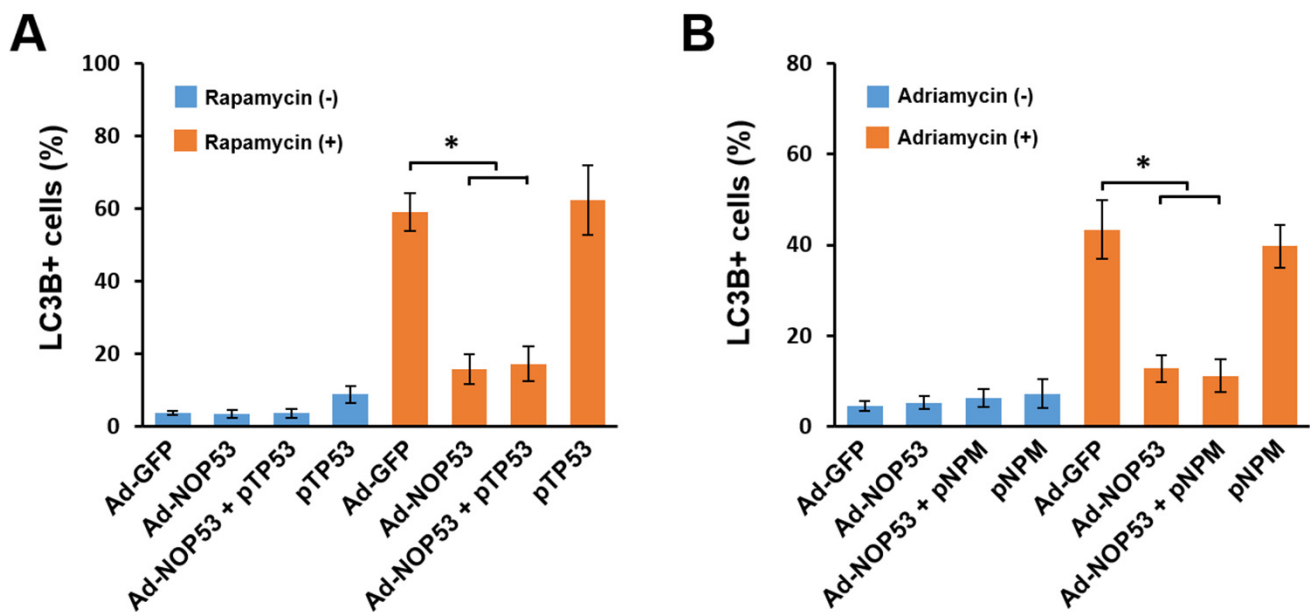 A
LC3B+ cells (%)
100
80
60
40
20
0
Rapamycin (-)
Rapamycin (+)
*
Ad-GFP
Ad-NOP53
Ad-NOP53 + pTP53
pTP53
Ad-GFP
Ad-NOP53
Ad-NOP53 + pTP53
pTP53
B
LC3B+ cells (%)
80
60
40
20
0
Adriamycin (-)
Adriamycin (+)
*
Ad-GFP
Ad-NOP53
Ad-NOP53 + pNPM
pNPM
Ad-GFP
Ad-NOP53
Ad-NOP53 + pNPM
pNPM